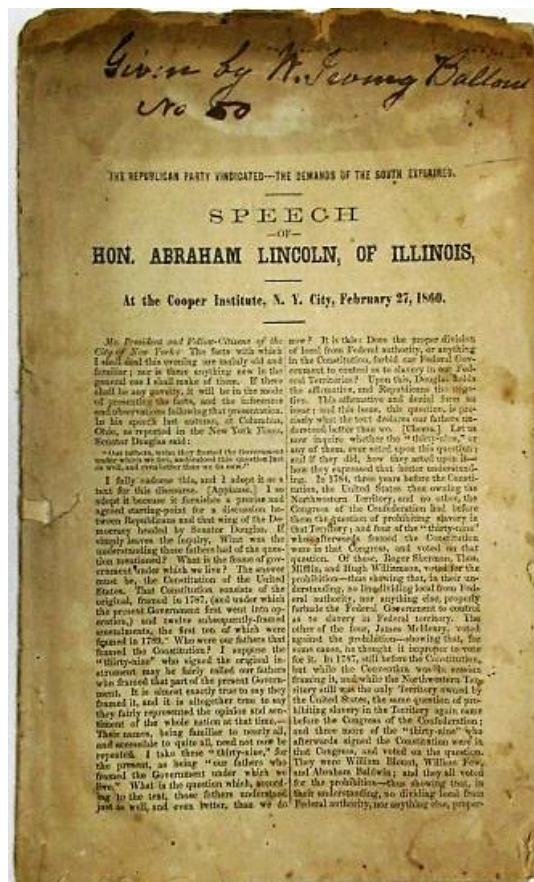 Given by W. Irving Ballou
No 50
THE REPUBLICAN PARTY VINDICATED—THE DEMANDS OF THE SOUTH EXPLAINED.
SPEECH
—OF—
HON. ABRAHAM LINCOLN, OF ILLINOIS,
At the Cooper Institute, N. Y. City, February 27, 1860.
Mr. President and Fellow-Citizens of the
City of New York: The facts with which
I shall deal this evening are mainly old and
familiar; nor is there anything new in the
general use I shall make of them. If there
shall be any novelty, it will be in the mode
of presenting the facts, and the inferences
and observations following that presentation.
In his speech last autumn, at Columbus,
Ohio, as reported in the New York Times,
Senator Douglas said:
"Our fathers, when they framed the Government
under which we live, understood this question just
as well, and even better than we do now."
I fully endorse this, and I adopt it as a
text for this discourse. [Applause.] I so
adopt it because it furnishes a precise and
agreed starting-point for a discussion be-
tween Republicans and that wing of the De-
mocracy headed by Senator Douglas. It
simply leaves the inquiry, What was the
understanding those fathers had of the ques-
tion mentioned? What is the frame of gov-
ernment under which we live? The answer
must be, the Constitution of the United
States. That Constitution consists of the
original, framed in 1787, (and under which
the present Government first went into op-
eration,) and twelve subsequently-framed
amendments, the first ten of which were
framed in 1789. Who were our fathers that
framed the Constitution? I suppose the
"thirty-nine" who signed the original in-
strument may be fairly called our fathers
who framed that part of the present Govern-
ment. It is almost exactly true to say they
framed it, and it is altogether true to say
they fairly represented the opinion and sen-
timent of the whole nation at that time.—
Their names, being familiar to nearly all,
and accessible to quite all, need not now be
repeated. I take these "thirty-nine," for
the present, as being "our fathers who
framed the Government under which we
live." What is the question which, accord-
ing to the text, those fathers understood
just as well, and even better, than we do
now? It is this: Does the proper division
of local from Federal authority, or anything
in the Constitution, forbid our Federal Gov-
ernment to control as to slavery in our Fed-
eral Territories? Upon this, Douglas holds
the affirmative, and Republicans the nega-
tive. This affirmative and denial form an
issue; and this issue, this question, is pre-
cisely what the text declares our fathers un-
derstood better than we. [Cheers.] Let us
now inquire whether the "thirty-nine," or
any of them, ever acted upon this question;
and if they did, how they acted upon it—
how they expressed that better understand-
ing. In 1784, three years before the Consti-
tution, the United States then owning the
Northwestern Territory, and no other, the
Congress of the Confederation had before
them the question of prohibiting slavery in
that Territory; and four of the "thirty-nine"
who afterwards framed the Constitution
were in that Congress, and voted on that
question. Of these, Roger Sherman, Thos.
Mifflin, and Hugh Williamson, voted for the
prohibition—thus showing that, in their un-
derstanding, no line dividing local from Fed-
eral authority, nor anything else, properly
forbade the Federal Government to control
as to slavery in Federal territory. The
other of the four, James McHenry, voted
against the prohibition—showing that, for
some cause, he thought it improper to vote
for it. In 1787, still before the Constitution,
but while the Convention was in session
framing it, and while the Northwestern Ter-
ritory still was the only Territory owned by
the United States, the same question of pro-
hibiting slavery in the Territory again came
before the Congress of the Confederation;
and three more of the "thirty-nine" who
afterwards signed the Constitution were in
that Congress, and voted on the question.
They were William Blount, William Few,
and Abraham Baldwin; and they all voted
for the prohibition—thus showing that, in
their understanding, no dividing local from
Federal authority, nor anything else, proper-